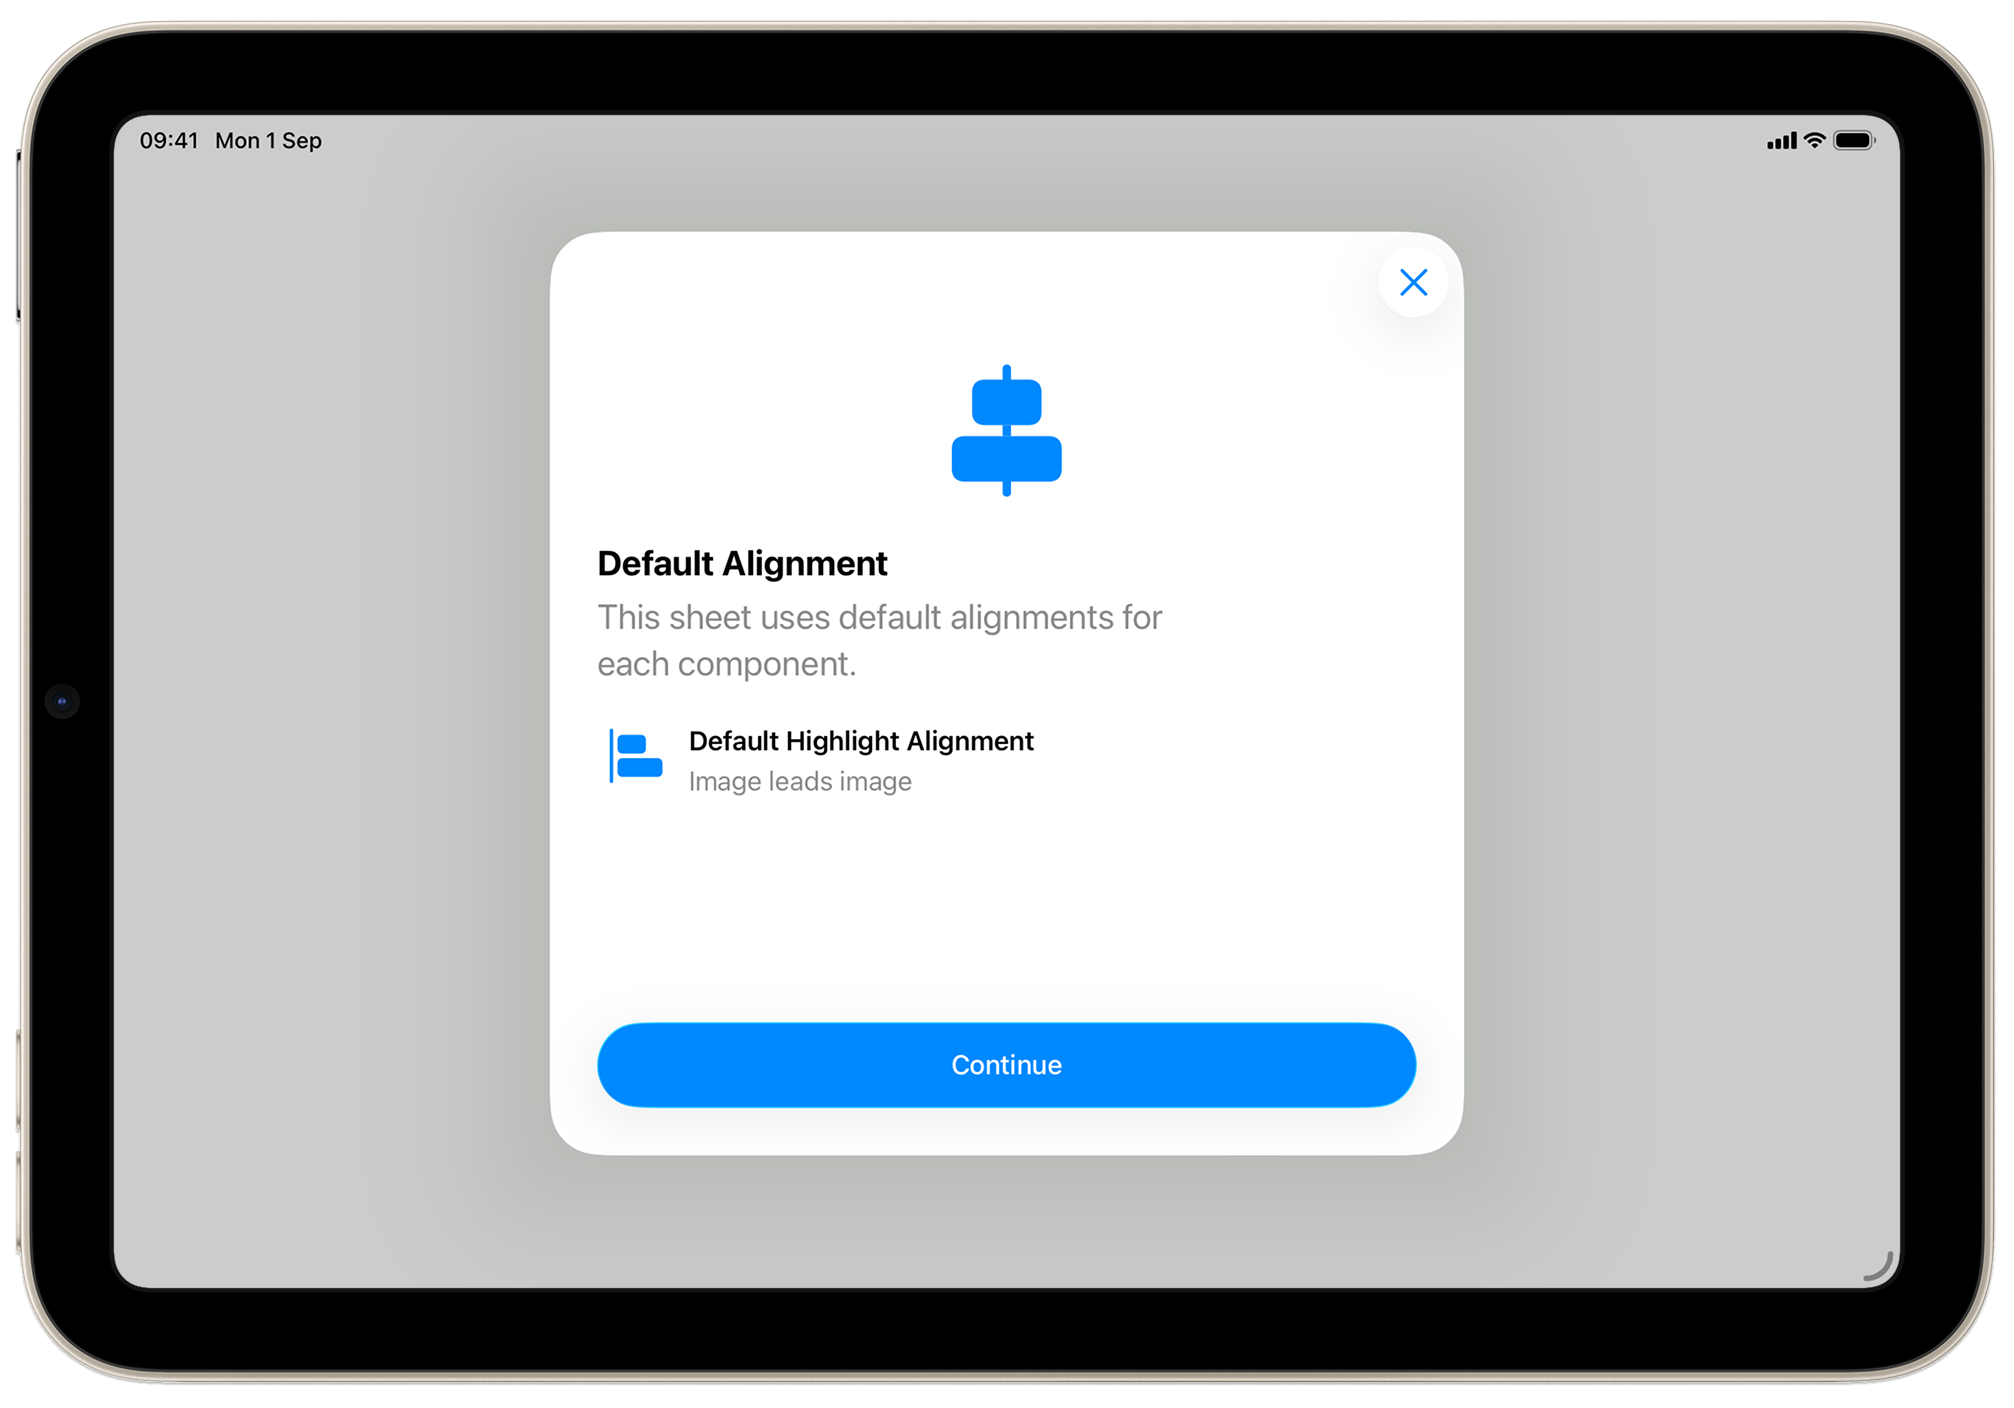 09:41 Mon 1 Sep
Default Alignment
This sheet uses default alignments for
each component.
Default Highlight Alignment
Image leads image
Continue